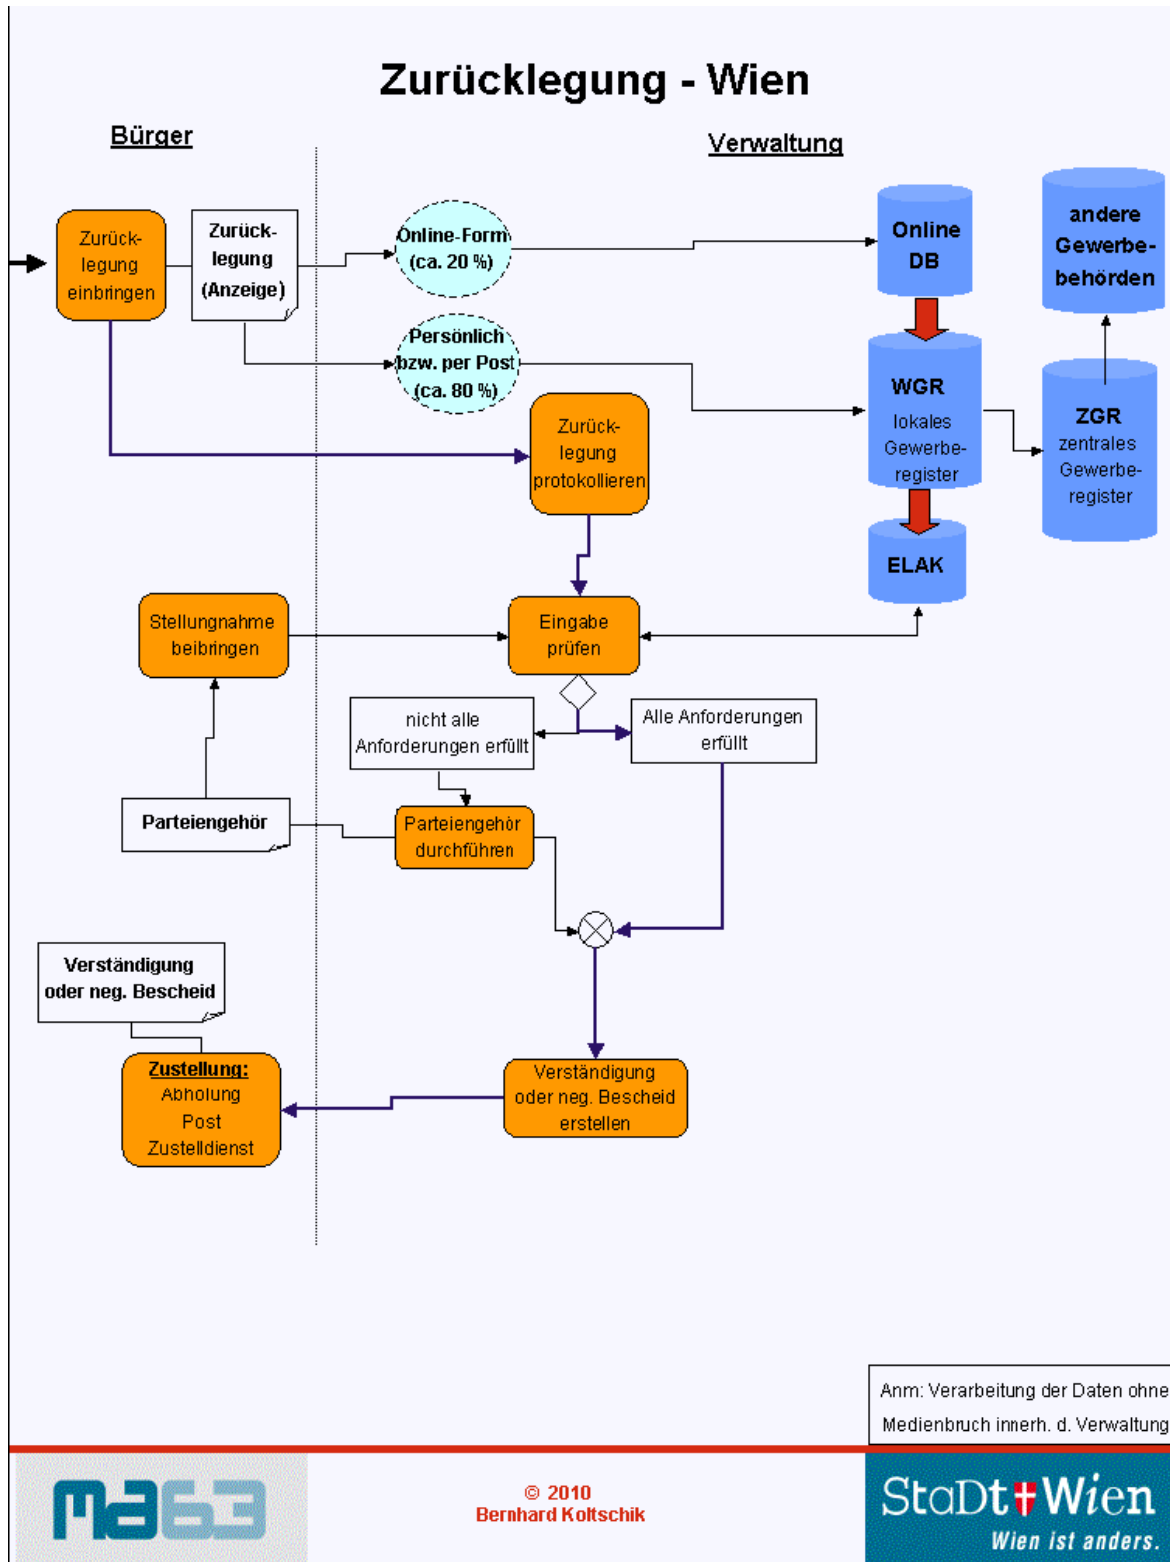 Zurücklegung - Wien
Bürger
Verwaltung
Zurück-
legung
einbringen
Zurück-
legung
(Anzeige)
Online-Form
(ca. 20 %)
Online
DB
andere
Gewerbe-
behörden
Persönlich
bzw. per Post
(ca. 80 %)
WGR
lokales
Gewerbe-
register
ZGR
zentrales
Gewerbe-
register
Zurück-
legung
protokollieren
ELAK
Stellungnahme
beibringen
Eingabe
prüfen
nicht alle
Anforderungen erfüllt
Alle Anforderungen
erfüllt
Parteiengehör
Parteiengehör
durchführen
Verständigung
oder neg. Bescheid
Zustellung:
Abholung
Post
Zustelldienst
Verständigung
oder neg. Bescheid
erstellen
Anm: Verarbeitung der Daten ohne
Medienbruch innerh. d. Verwaltung
ma63
© 2010
Bernhard Koltschik
StaDt Wien
Wien ist anders.